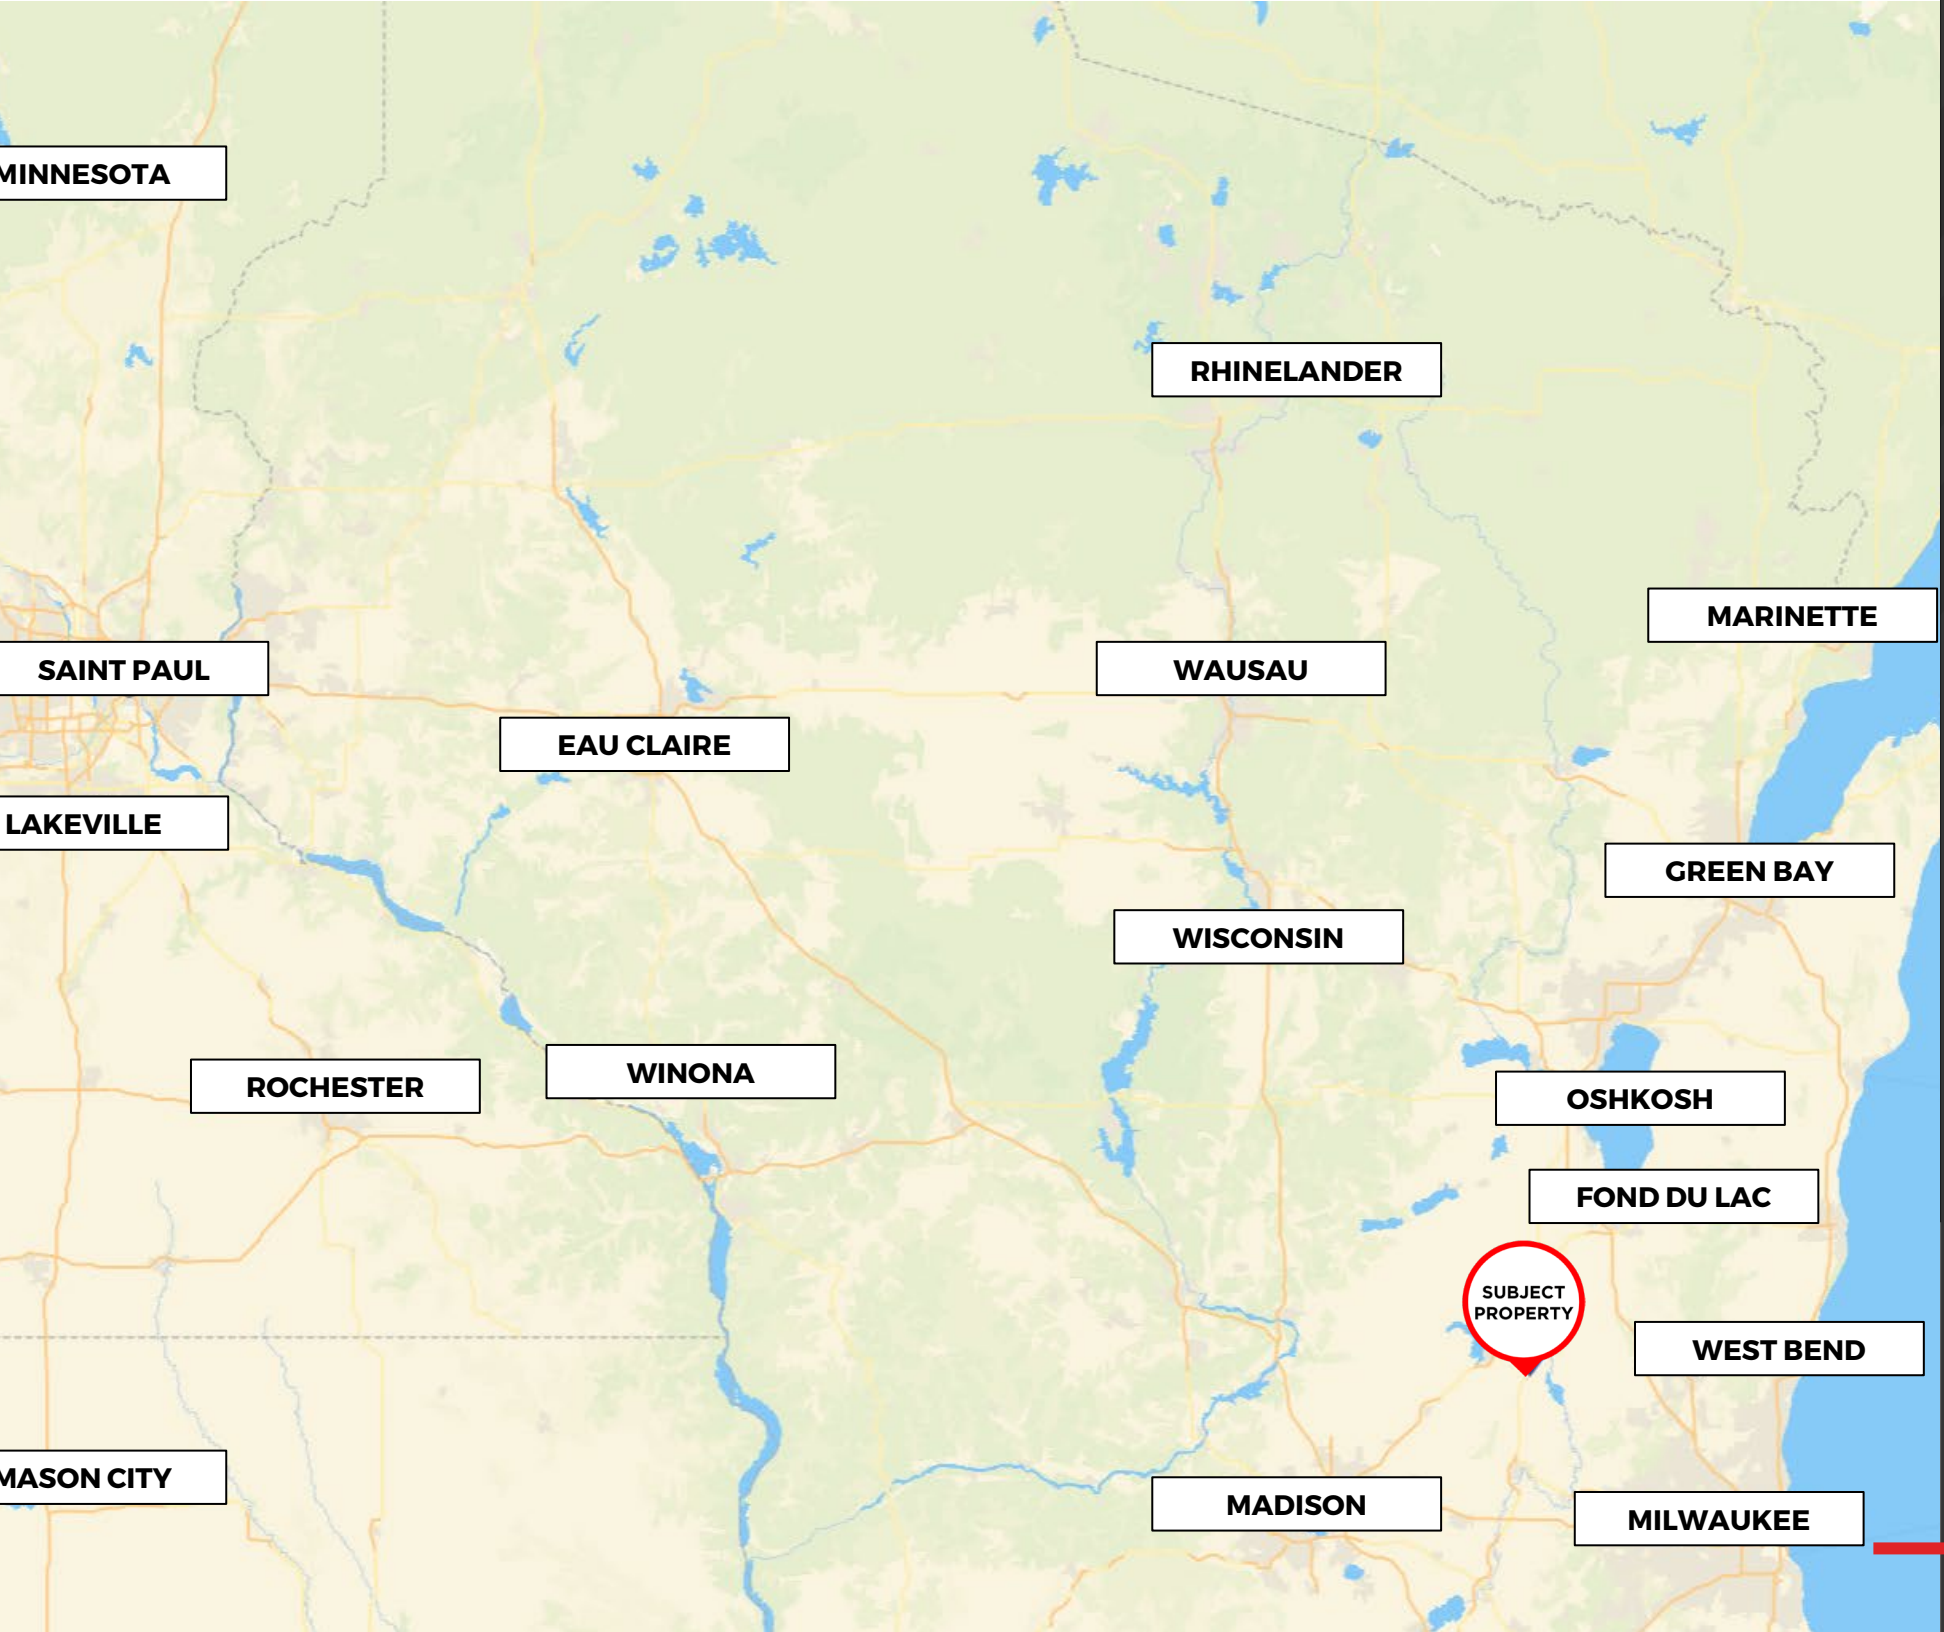 MINNESOTA
RHINELANDER
MARINETTE
SAINT PAUL
WAUSAU
EAU CLAIRE
LAKEVILLE
GREEN BAY
WISCONSIN
ROCHESTER
WINONA
OSHKOSH
FOND DU LAC
SUBJECT
PROPERTY
WEST BEND
MASON CITY
MADISON
MILWAUKEE